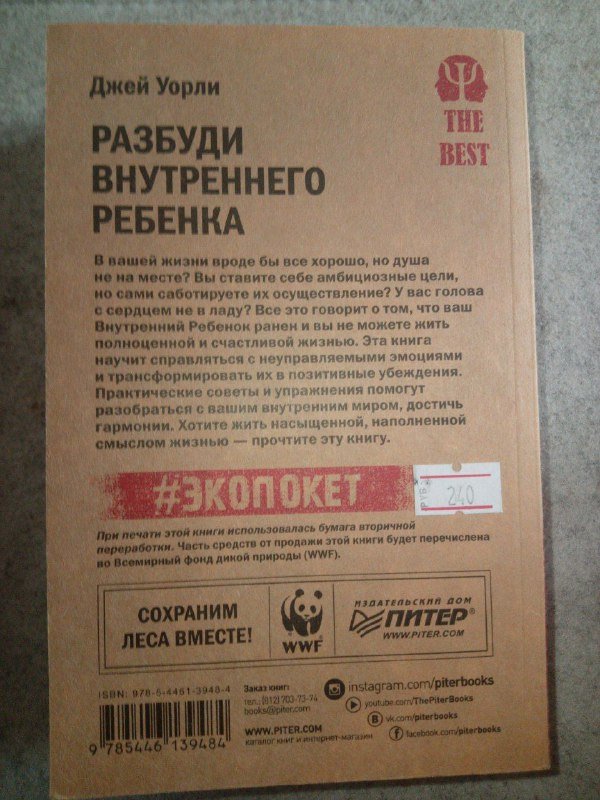 Джей Уорли
THE
BEST
РАЗБУДИ
ВНУТРЕННЕГО
РЕБЕНКА
В вашей жизни вроде бы все хорошо, но душа
не на месте? Вы ставите себе амбициозные цели,
но сами саботируете их осуществление? У вас голова
с сердцем не в ладу? Все это говорит о том, что ваш
Внутренний Ребенок ранен и вы не можете жить
полноценной и счастливой жизнью. Эта книга
научит справляться с неуправляемыми эмоциями
и трансформировать их в позитивные убеждения.
Практические советы и упражнения помогут
разобраться с вашим внутренним миром, достичь
гармонии. Хотите жить насыщенной, наполненной
смыслом жизнью — прочтите эту книгу.
#ЭКОПОКЕТ
РУБ.
240
При печати этой книги использовалась бумага вторичной
переработки. Часть средств от продажи этой книги будет перечислена
во Всемирный фонд дикой природы (WWF).
СОХРАНИМ
ЛЕСА ВМЕСТЕ!
WWF
ИЗДАТЕЛЬСКИЙ ДОМ
ПИТЕР®
WWW.PITER.COM
ISBN: 978-5-4461-3948-4
9 785446 139484
Заказ книг:
тел.: (812) 703-73-74
books@piter.com
WWW.PITER.COM
каталог книг и интернет-магазин
instagram.com/piterbooks
youtube.com/ThePiterBooks
vk.com/piterbooks
facebook.com/piterbooks